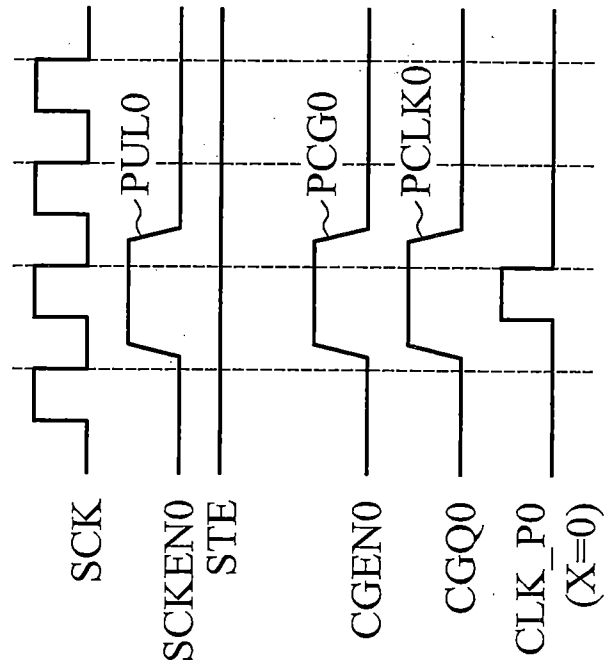 SCK
SCKEN0
PUL0
STE
CGEN0
PCG0
CGQ0
PCLK0
CLK_P0
(X=0)